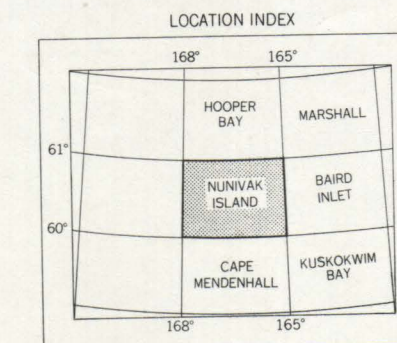 LOCATION INDEX
168° 165°
HOOPER
BAY
MARSHALL
61°
NUNIVAK
ISLAND
BAIRD
INLET
60°
CAPE
MENDENHALL
KUSKOKWIM
BAY
168° 165°